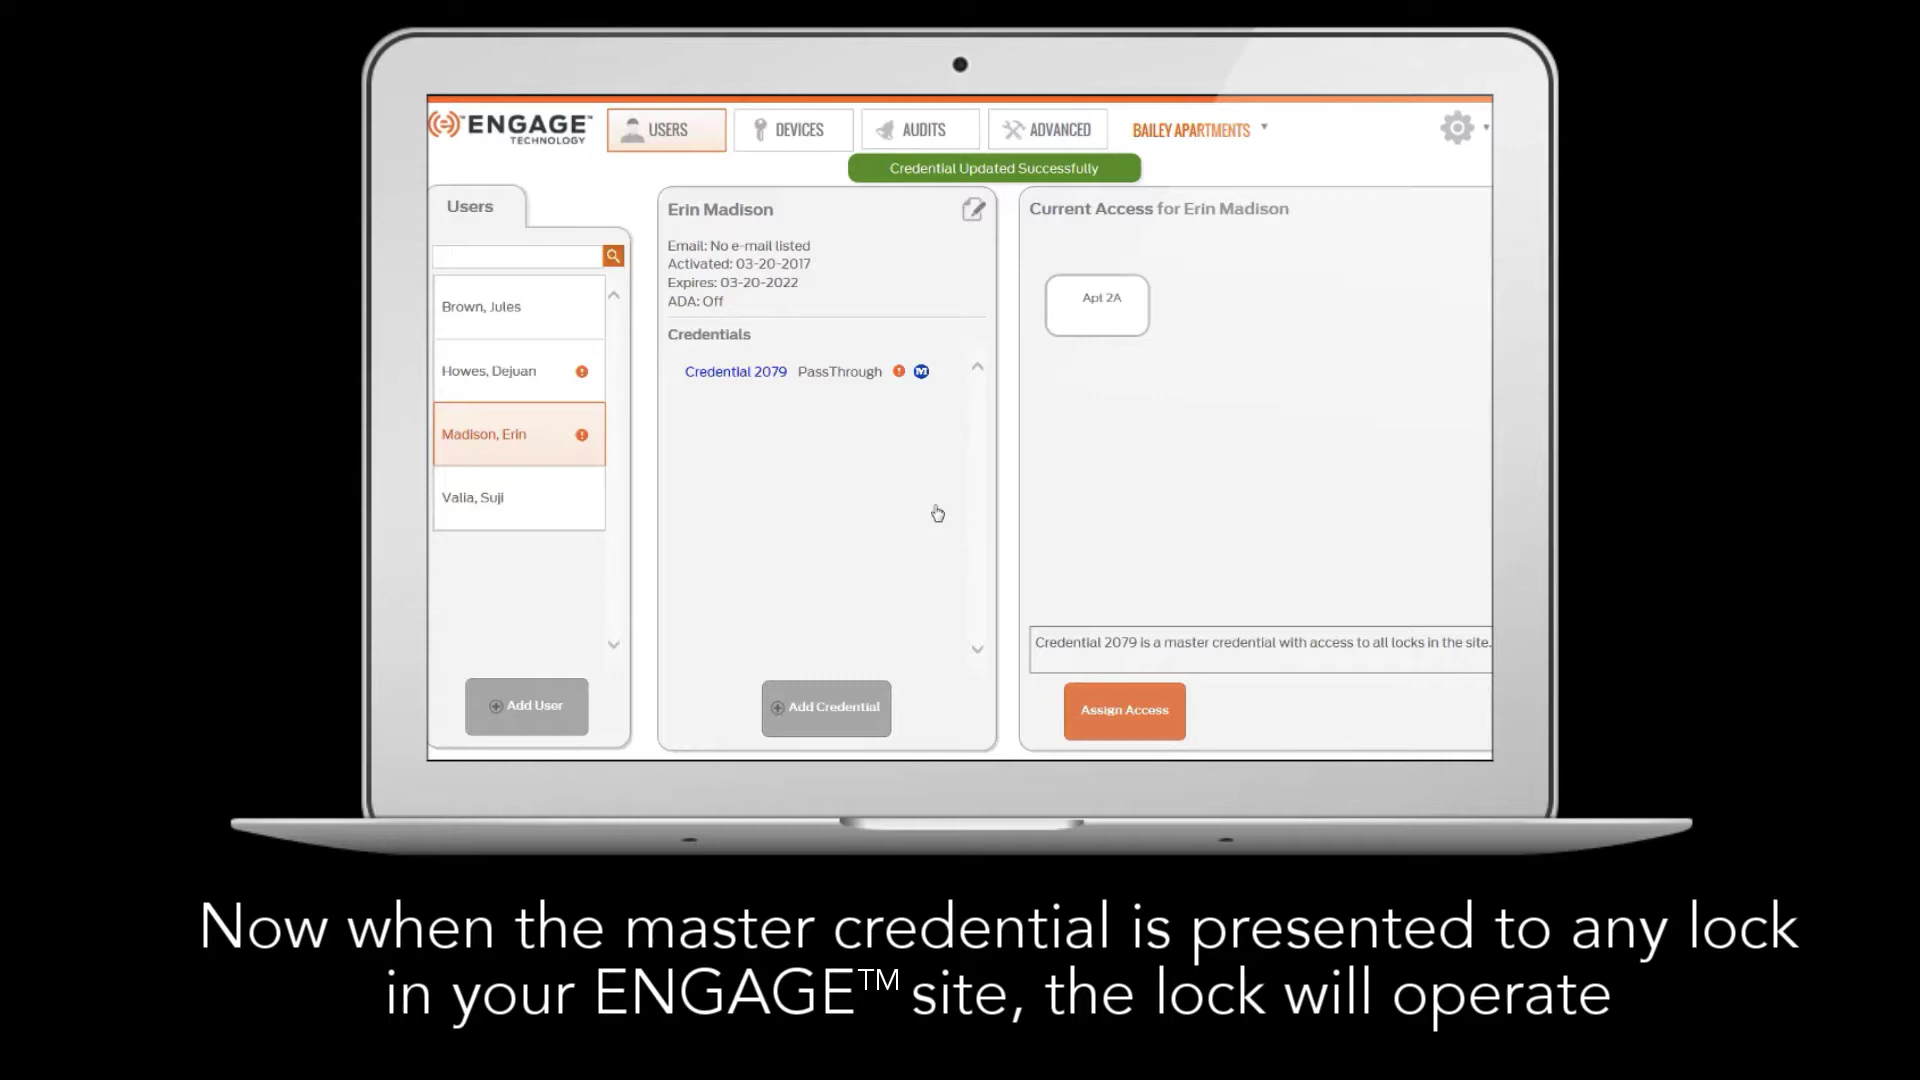 ENGAGE™
TECHNOLOGY
USERS
DEVICES
AUDITS
ADVANCED
BAILEY APARTMENTS
Credential Updated Successfully
Users
Brown, Jules
Howes, Dejuan
Madison, Erin
Valia, Suji
Add User
Erin Madison
Email: No e-mail listed
Activated: 03-20-2017
Expires: 03-20-2022
ADA: Off
Credentials
Credential 2079 PassThrough ! M
Add Credential
Current Access for Erin Madison
Apt 2A
Credential 2079 is a master credential with access to all locks in the site.
Assign Access
Now when the master credential is presented to any lock
in your ENGAGE™ site, the lock will operate